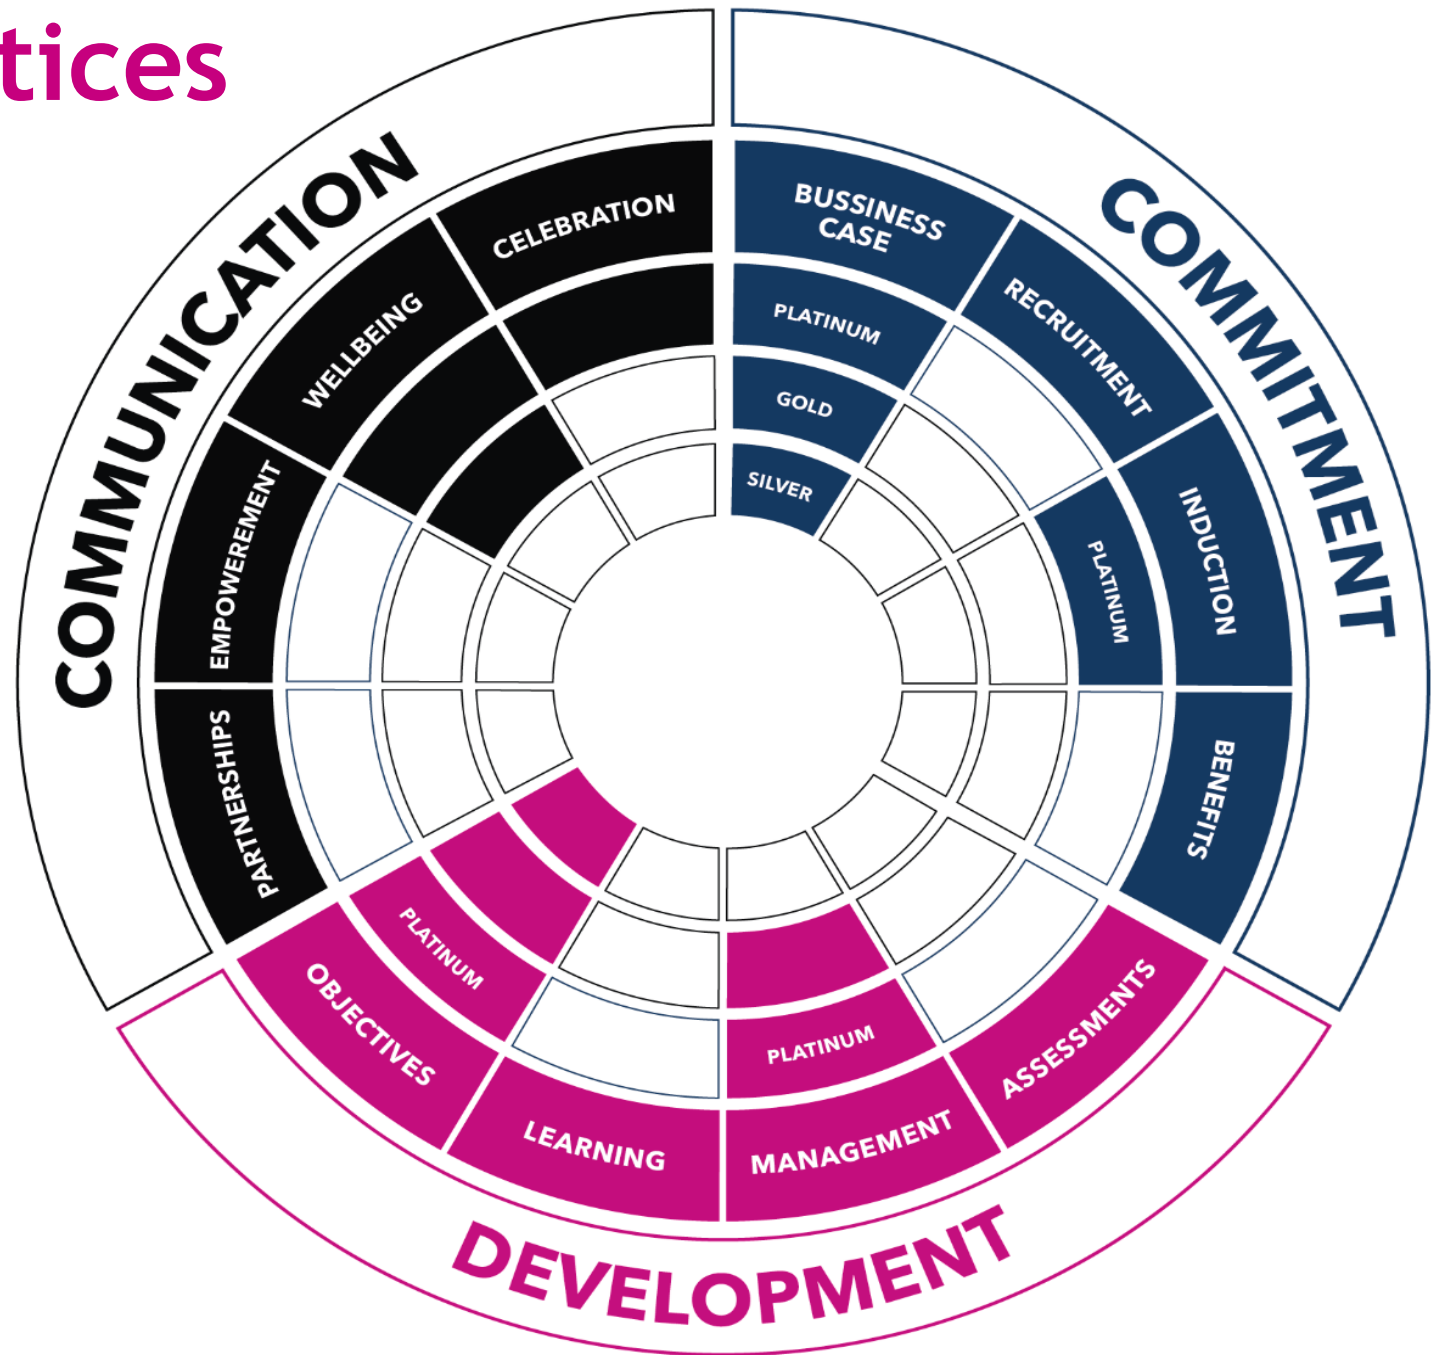 tices
COMMUNICATION
COMMITMENT
DEVELOPMENT
CELEBRATION
BUSSINESS
CASE
PLATINUM
GOLD
SILVER
RECRUITMENT
INDUCTION
PLATINUM
BENEFITS
ASSESSMENTS
MANAGEMENT
PLATINUM
LEARNING
OBJECTIVES
PLATINUM
PARTNERSHIPS
EMPOWEREMENT
WELLBEING